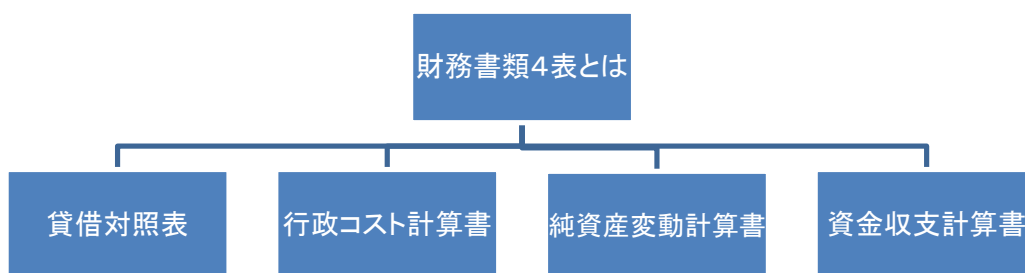 財務書類4表とは
貸借対照表
行政コスト計算書
純資産変動計算書
資金収支計算書